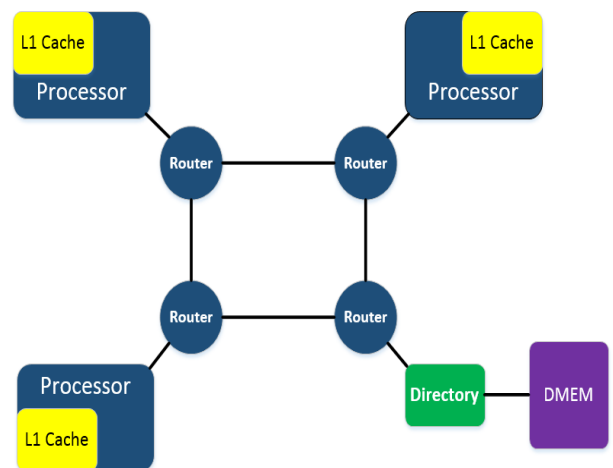 L1 Cache
Processor
L1 Cache
Processor
Router
Router
Router
Router
Processor
L1 Cache
Directory
DMEM